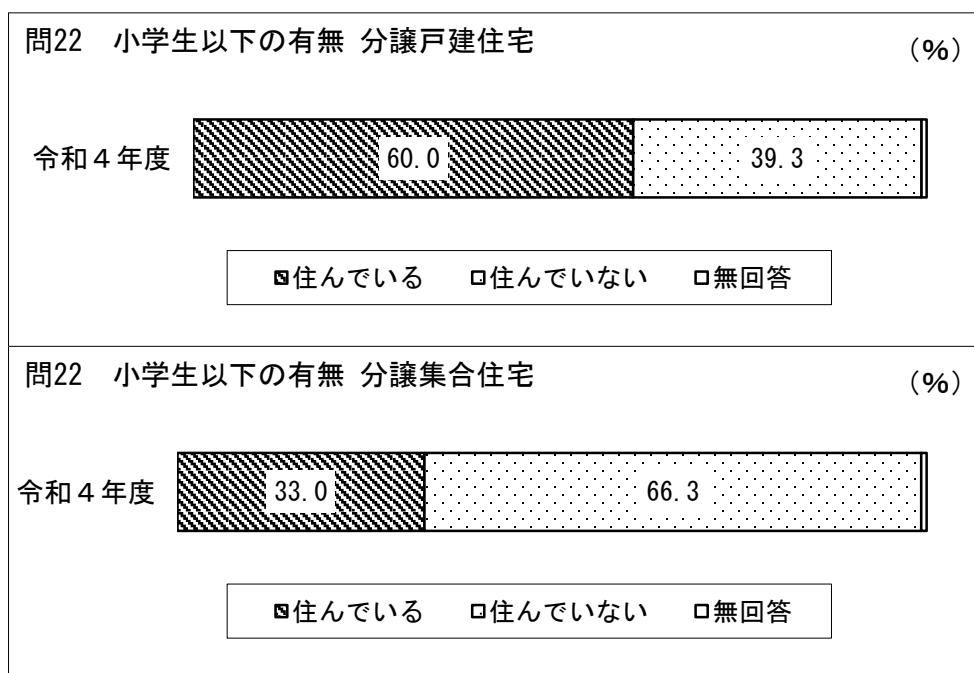 問22　小学生以下の有無 分譲戸建住宅
（%）
令和４年度
60.0
39.3
住んでいる　住んでいない　無回答
問22　小学生以下の有無 分譲集合住宅
（%）
令和４年度
33.0
66.3
住んでいる　住んでいない　無回答